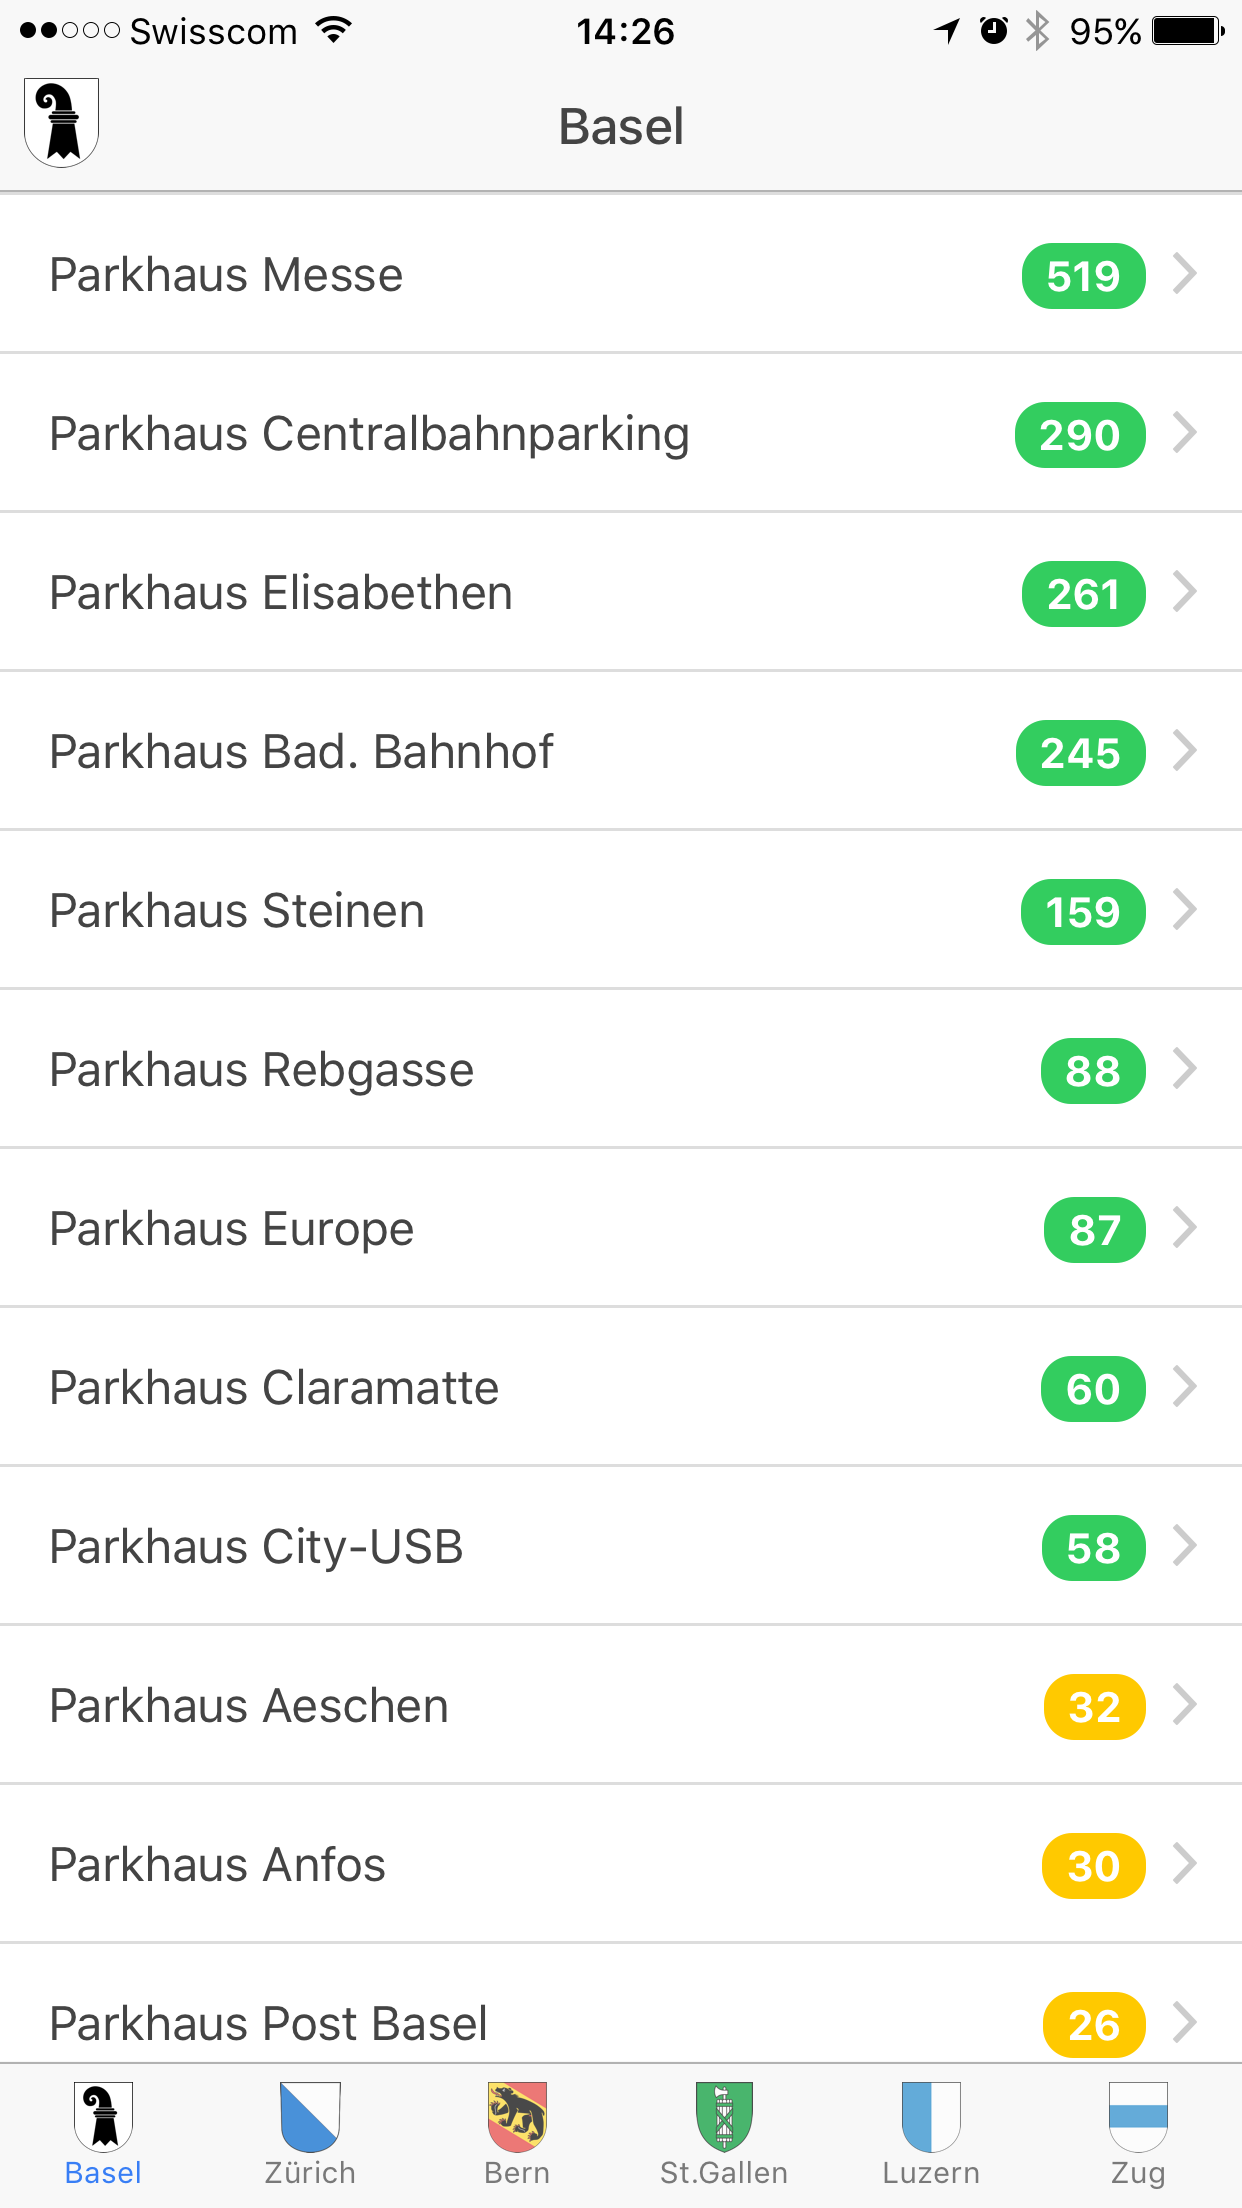 Swisscom 14:26 95%
Basel
Parkhaus Messe 519
Parkhaus Centralbahnparking 290
Parkhaus Elisabethen 261
Parkhaus Bad. Bahnhof 245
Parkhaus Steinen 159
Parkhaus Rebgasse 88
Parkhaus Europe 87
Parkhaus Claramatte 60
Parkhaus City-USB 58
Parkhaus Aeschen 32
Parkhaus Anfos 30
Parkhaus Post Basel 26
Basel Zürich Bern St.Gallen Luzern Zug